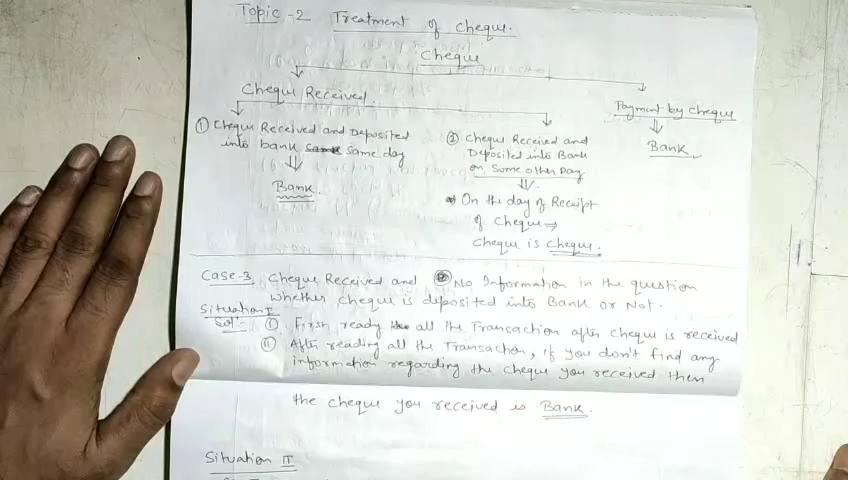 Topic-2 Treatment of cheque.
Cheque
Cheque Received.
Payment by cheque
Bank
① Cheque Received and Deposited
into bank same day
Bank
② Cheque Received and
Deposited into Bank
on Some other Day
On the day of Receipt
of Cheque →
Cheque is Cheque.
Case-3, Cheque Received and No Information in the question
whether cheque is deposited into Bank or Not.
Situation I
Sol:- ① First ready all the Transaction after cheque is received
② After reading all the Transaction, if you don't find any
information regarding the cheque you received then
the cheque you received is Bank.
Situation II